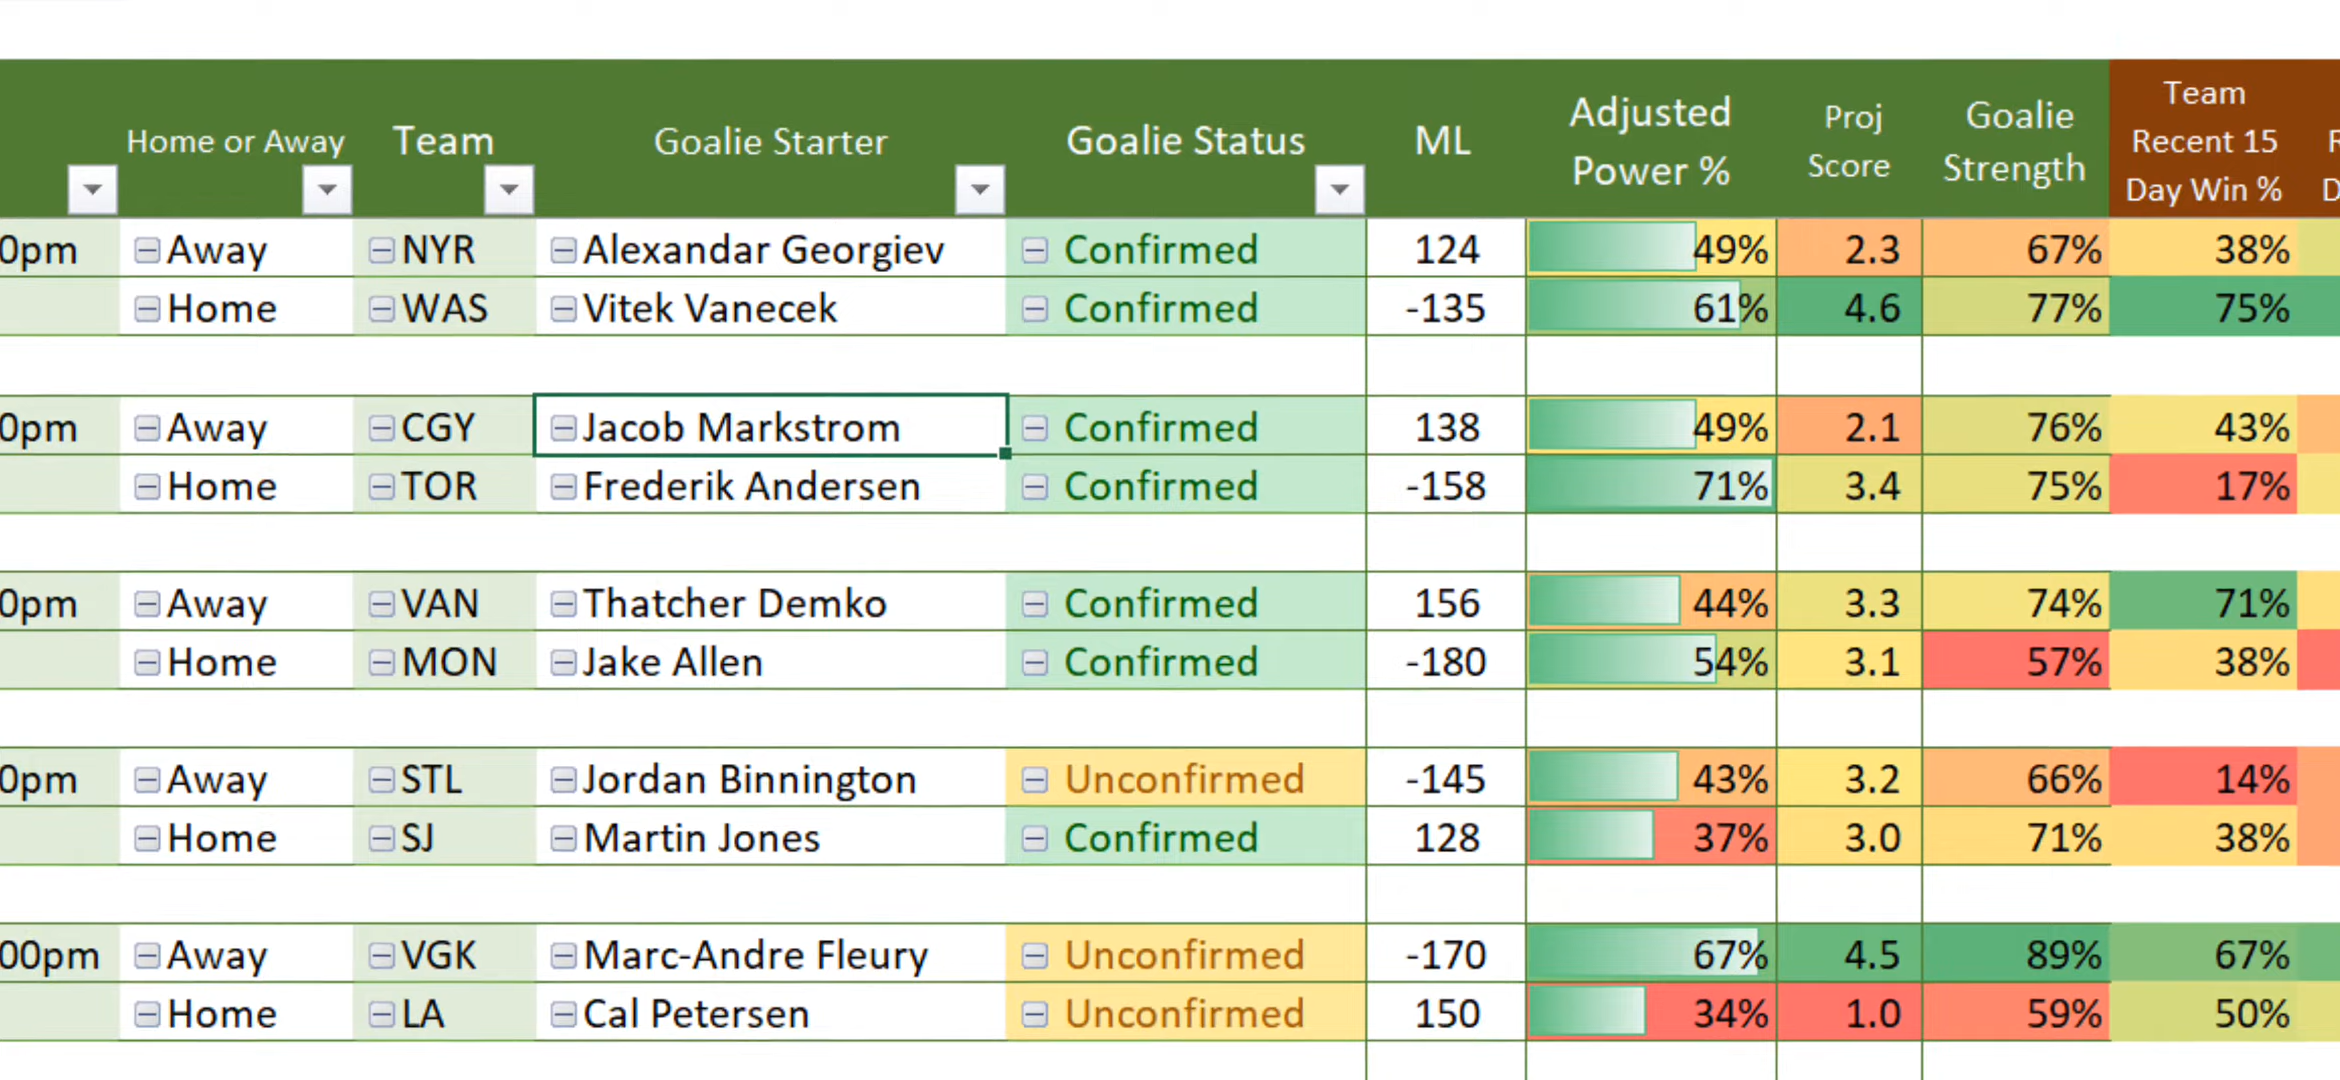 Home or Away Team Goalie Starter Goalie Status ML Adjusted Power % Proj Score Goalie Strength Team Recent 15 Day Win %
0pm Away NYR Alexandar Georgiev Confirmed 124 49% 2.3 67% 38%
Home WAS Vitek Vanecek Confirmed -135 61% 4.6 77% 75%
0pm Away CGY Jacob Markstrom Confirmed 138 49% 2.1 76% 43%
Home TOR Frederik Andersen Confirmed -158 71% 3.4 75% 17%
0pm Away VAN Thatcher Demko Confirmed 156 44% 3.3 74% 71%
Home MON Jake Allen Confirmed -180 54% 3.1 57% 38%
0pm Away STL Jordan Binnington Unconfirmed -145 43% 3.2 66% 14%
Home SJ Martin Jones Confirmed 128 37% 3.0 71% 38%
00pm Away VGK Marc-Andre Fleury Unconfirmed -170 67% 4.5 89% 67%
Home LA Cal Petersen Unconfirmed 150 34% 1.0 59% 50%